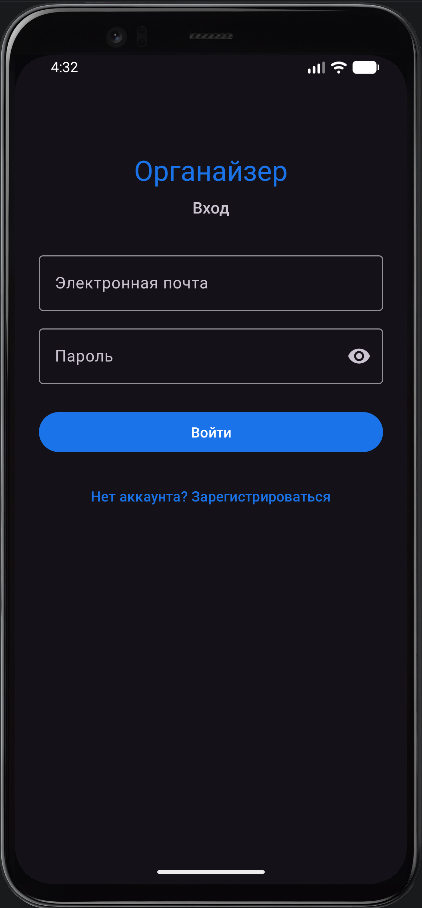 4:32
Органайзер
Вход
Электронная почта
Пароль
Войти
Нет аккаунта? Зарегистрироваться